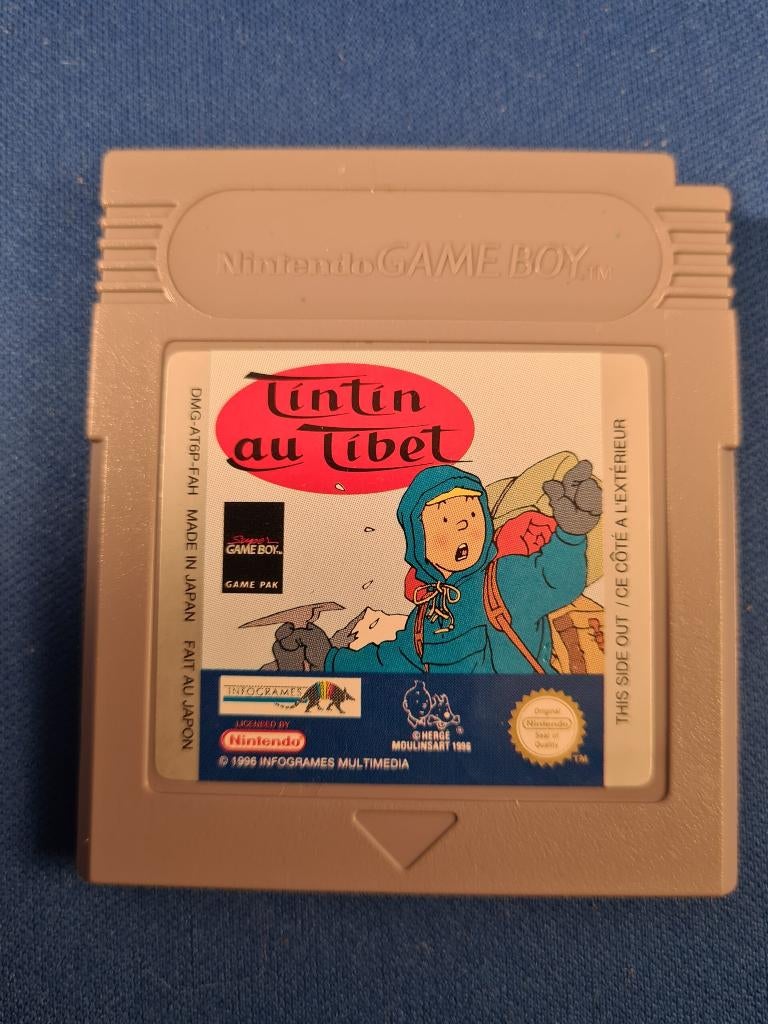 Nintendo GAME BOY TM
Tintin
au Tibet
Super
GAME BOY TM
GAME PAK
DMG-AT6P-FAH MADE IN JAPAN FAIT AU JAPON
THIS SIDE OUT / CE CÔTÉ A L'EXTÉRIEUR
INFOGRAMES
LICENSED BY
Nintendo
© 1996 INFOGRAMES MULTIMEDIA
© HERGÉ
MOULINSART 1996
Original
Nintendo
Seal of
Quality
TM